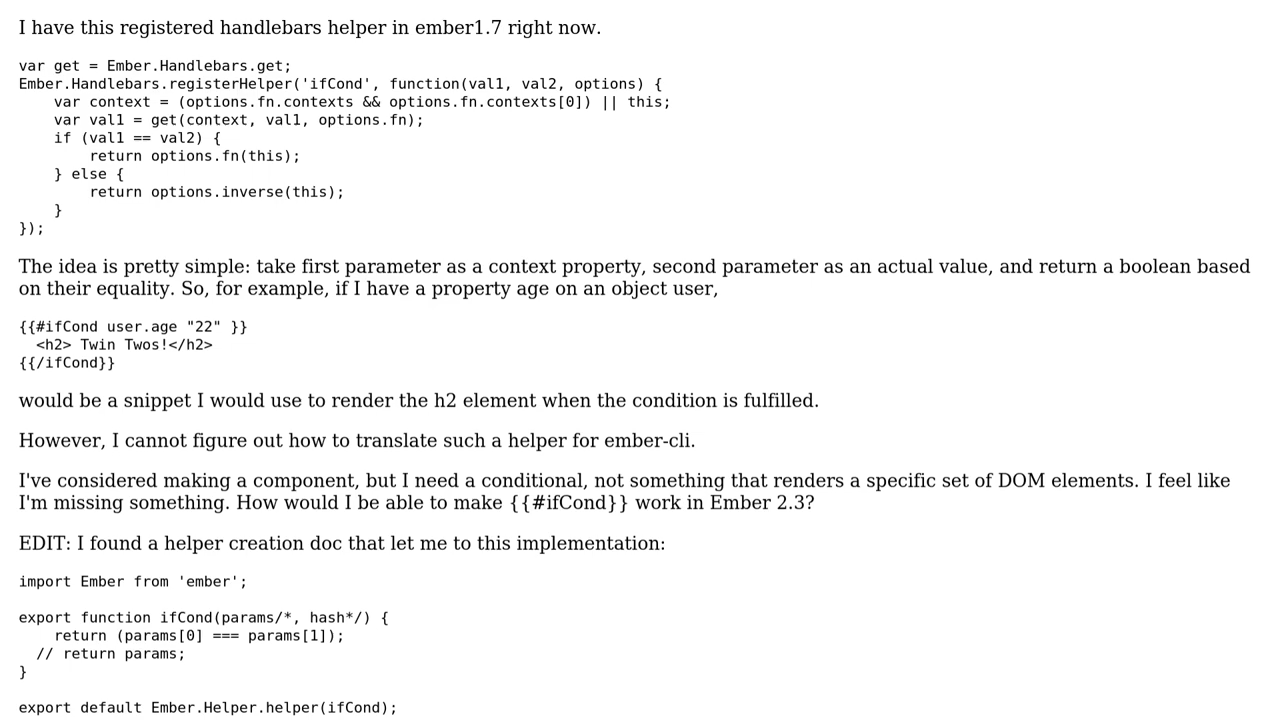 I have this registered handlebars helper in ember1.7 right now.
var get = Ember.Handlebars.get;
Ember.Handlebars.registerHelper('ifCond', function(val1, val2, options) {
    var context = (options.fn.contexts && options.fn.contexts[0]) || this;
    var val1 = get(context, val1, options.fn);
    if (val1 == val2) {
        return options.fn(this);
    } else {
        return options.inverse(this);
    }
});
The idea is pretty simple: take first parameter as a context property, second parameter as an actual value, and return a boolean based
on their equality. So, for example, if I have a property age on an object user,
{{#ifCond user.age "22" }}
  <h2> Twin Twos!</h2>
{{/ifCond}}
would be a snippet I would use to render the h2 element when the condition is fulfilled.
However, I cannot figure out how to translate such a helper for ember-cli.
I've considered making a component, but I need a conditional, not something that renders a specific set of DOM elements. I feel like
I'm missing something. How would I be able to make {{#ifCond}} work in Ember 2.3?
EDIT: I found a helper creation doc that let me to this implementation:
import Ember from 'ember';
export function ifCond(params/*, hash*/) {
    return (params[0] === params[1]);
  // return params;
}
export default Ember.Helper.helper(ifCond);